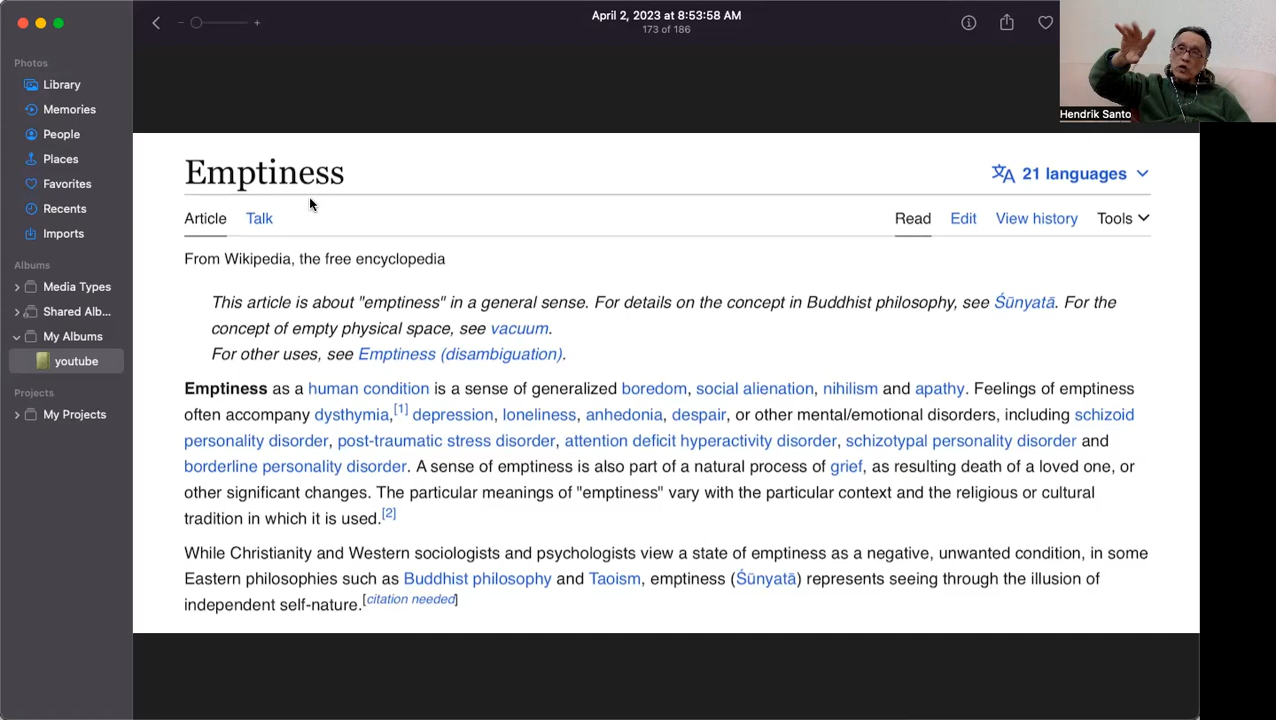 April 2, 2023 at 8:53:58 AM
173 of 186
Photos
Library
Memories
People
Places
Favorites
Recents
Imports
Albums
Media Types
Shared Alb...
My Albums
youtube
Projects
My Projects
Hendrik Santo
Emptiness
21 languages
Article Talk Read Edit View history Tools
From Wikipedia, the free encyclopedia
This article is about "emptiness" in a general sense. For details on the concept in Buddhist philosophy, see Śūnyatā. For the
concept of empty physical space, see vacuum.
For other uses, see Emptiness (disambiguation).
Emptiness as a human condition is a sense of generalized boredom, social alienation, nihilism and apathy. Feelings of emptiness
often accompany dysthymia,[1] depression, loneliness, anhedonia, despair, or other mental/emotional disorders, including schizoid
personality disorder, post-traumatic stress disorder, attention deficit hyperactivity disorder, schizotypal personality disorder and
borderline personality disorder. A sense of emptiness is also part of a natural process of grief, as resulting death of a loved one, or
other significant changes. The particular meanings of "emptiness" vary with the particular context and the religious or cultural
tradition in which it is used.[2]
While Christianity and Western sociologists and psychologists view a state of emptiness as a negative, unwanted condition, in some
Eastern philosophies such as Buddhist philosophy and Taoism, emptiness (Śūnyatā) represents seeing through the illusion of
independent self-nature.[citation needed]